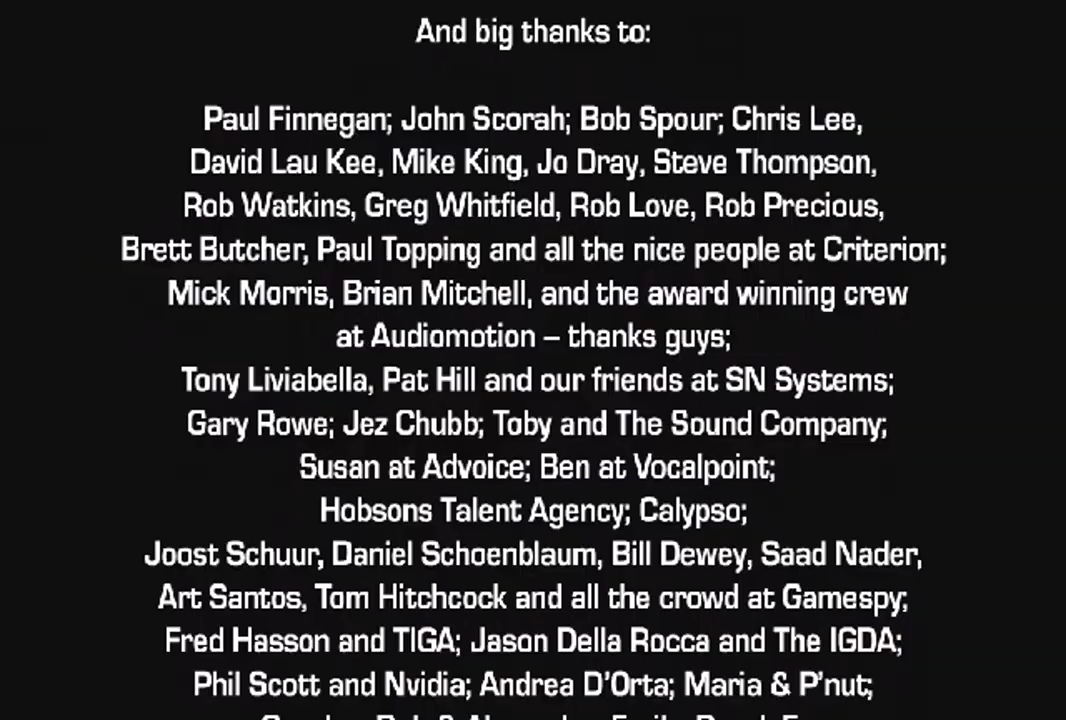 And big thanks to:
Paul Finnegan; John Scorah; Bob Spour; Chris Lee,
David Lau Kee, Mike King, Jo Dray, Steve Thompson,
Rob Watkins, Greg Whitfield, Rob Love, Rob Precious,
Brett Butcher, Paul Topping and all the nice people at Criterion;
Mick Morris, Brian Mitchell, and the award winning crew
at Audiomotion – thanks guys;
Tony Liviabella, Pat Hill and our friends at SN Systems;
Gary Rowe; Jez Chubb; Toby and The Sound Company;
Susan at Advoice; Ben at Vocalpoint;
Hobsons Talent Agency; Calypso;
Joost Schuur, Daniel Schoenblaum, Bill Dewey, Saad Nader,
Art Santos, Tom Hitchcock and all the crowd at Gamespy;
Fred Hasson and TIGA; Jason Della Rocca and The IGDA;
Phil Scott and Nvidia; Andrea D'Orta; Maria & P'nut;